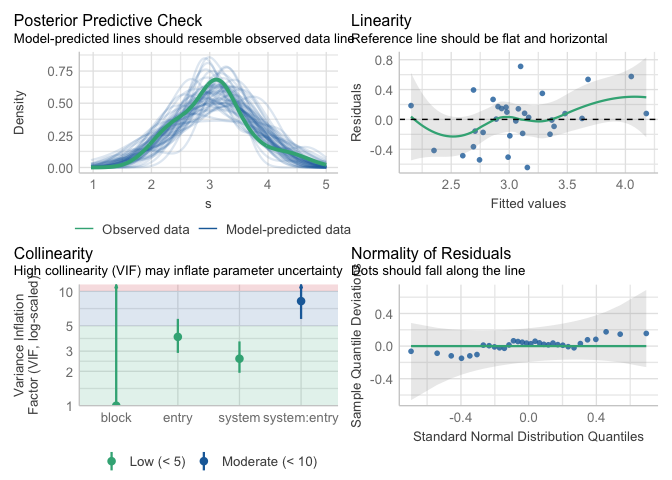 Posterior Predictive Check
Model-predicted lines should resemble observed data line
Density
0.75
0.50
0.25
0.00
1 2 3 4 5
s
Observed data Model-predicted data
Linearity
Reference line should be flat and horizontal
Residuals
0.8
0.4
0.0
-0.4
2.5 3.0 3.5 4.0
Fitted values
Collinearity
High collinearity (VIF) may inflate parameter uncertainty
Variance Inflation
Factor (VIF, log-scaled)
10
5
3
2
1
block entry system system:entry
Low (< 5) Moderate (< 10)
Normality of Residuals
Dots should fall along the line
Sample Quantile Deviations
0.4
0.0
-0.4
-0.4 0.0 0.4
Standard Normal Distribution Quantiles